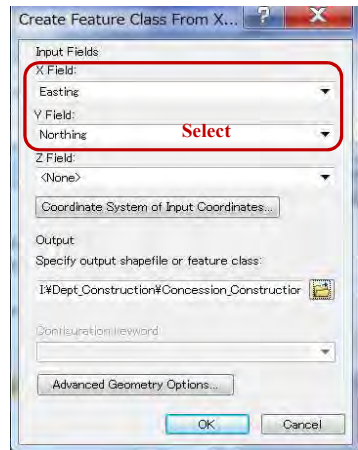 Create Feature Class From X...
Input Fields
X Field:
Easting
Y Field:
Northing
Select
Z Field:
<None>
Coordinate System of Input Coordinates...
Output
Specify output shapefile or feature class:
I¥Dept_Construction¥Concession_Construction
Configuration keyword
Advanced Geometry Options...
OK Cancel